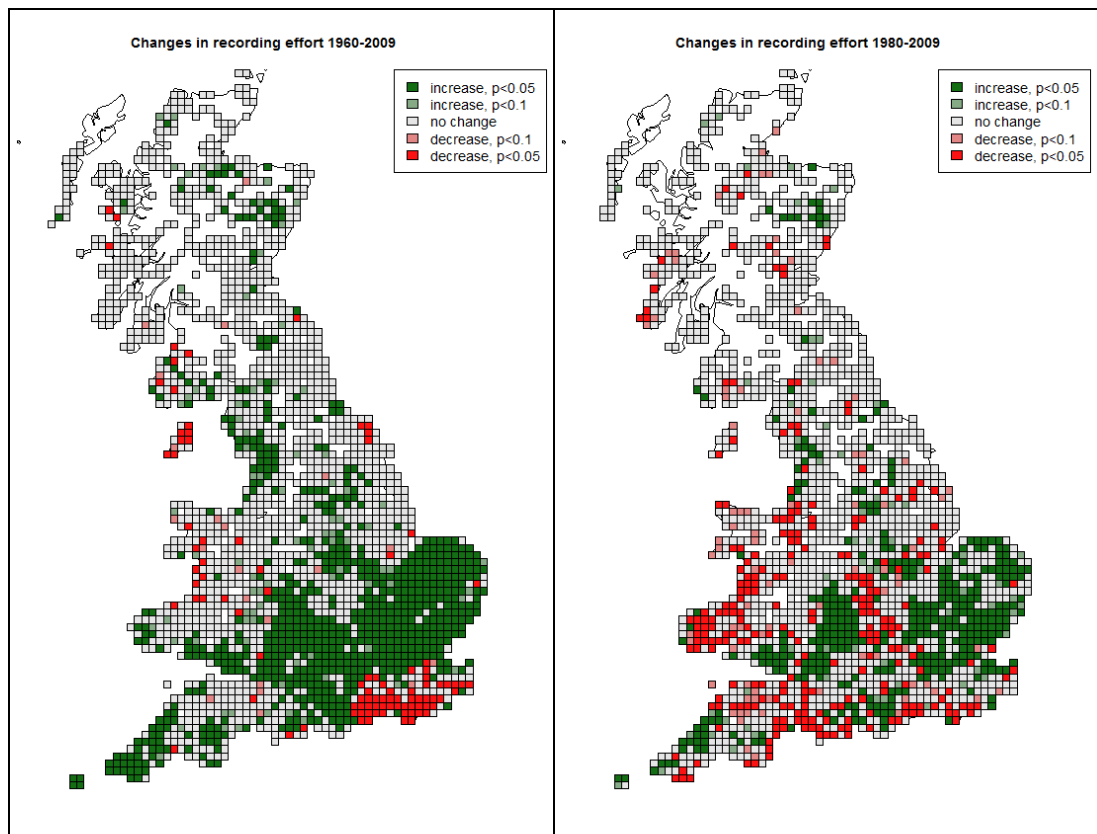 Changes in recording effort 1960-2009
increase, p<0.05
increase, p<0.1
no change
decrease, p<0.1
decrease, p<0.05
Changes in recording effort 1980-2009
increase, p<0.05
increase, p<0.1
no change
decrease, p<0.1
decrease, p<0.05